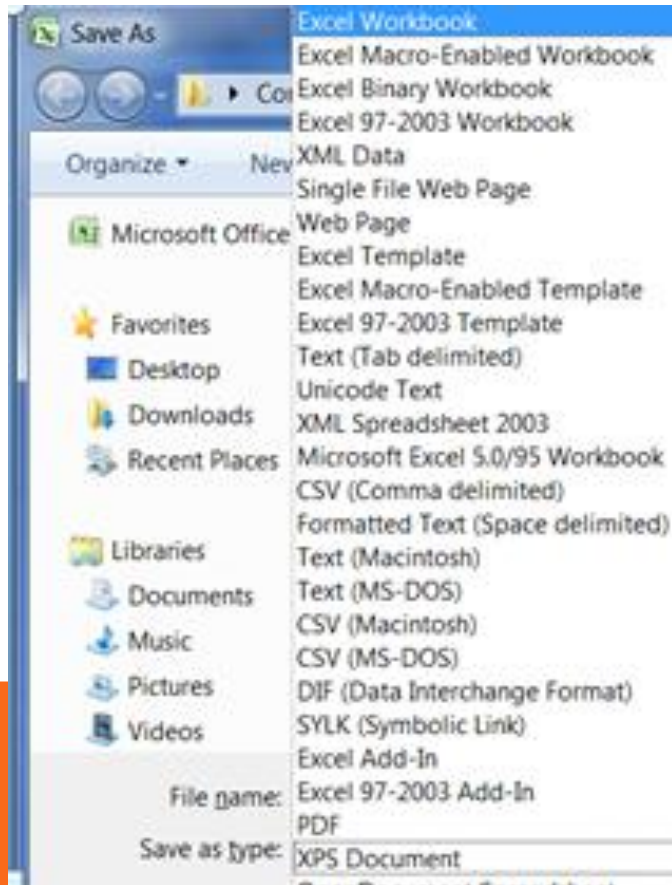 Save As
Cor
Organize
New
Microsoft Office
Favorites
Desktop
Downloads
Recent Places
Libraries
Documents
Music
Pictures
Videos
File name:
Save as type:
Excel Workbook
Excel Macro-Enabled Workbook
Excel Binary Workbook
Excel 97-2003 Workbook
XML Data
Single File Web Page
Web Page
Excel Template
Excel Macro-Enabled Template
Excel 97-2003 Template
Text (Tab delimited)
Unicode Text
XML Spreadsheet 2003
Microsoft Excel 5.0/95 Workbook
CSV (Comma delimited)
Formatted Text (Space delimited)
Text (Macintosh)
Text (MS-DOS)
CSV (Macintosh)
CSV (MS-DOS)
DIF (Data Interchange Format)
SYLK (Symbolic Link)
Excel Add-In
Excel 97-2003 Add-In
PDF
XPS Document